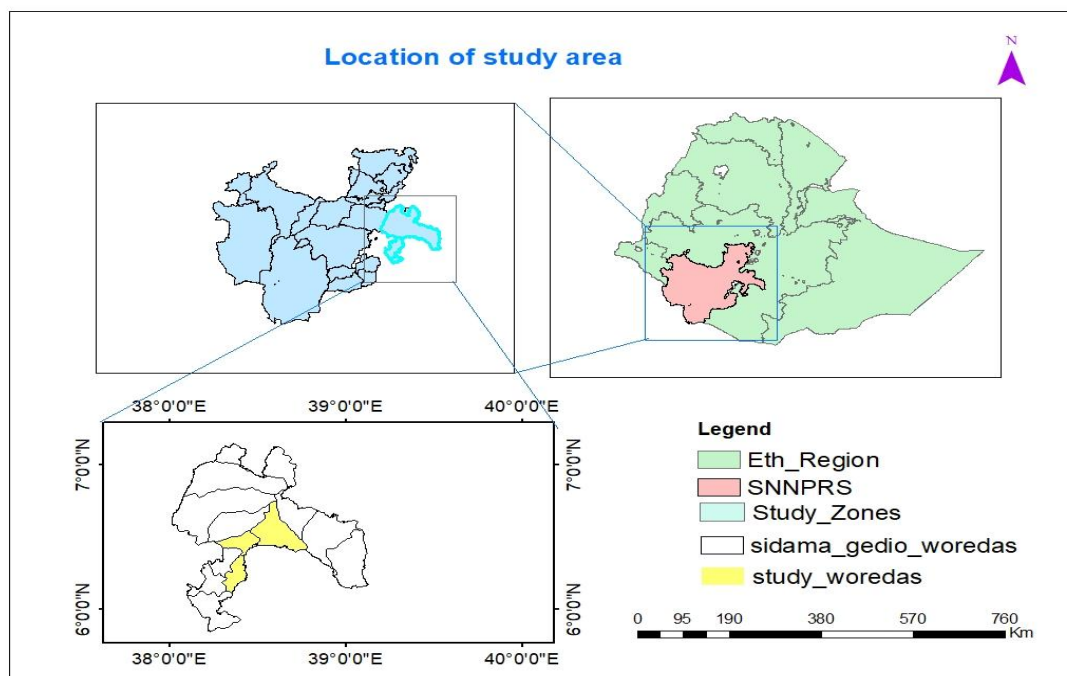 Location of study area
N
38°0'0"E 39°0'0"E 40°0'0"E
7°0'0"N
6°0'0"N
7°0'0"N
6°0'0"N
38°0'0"E 39°0'0"E 40°0'0"E
Legend
Eth_Region
SNNPRS
Study_Zones
sidama_gedio_woredas
study_woredas
0 95 190 380 570 760
Km